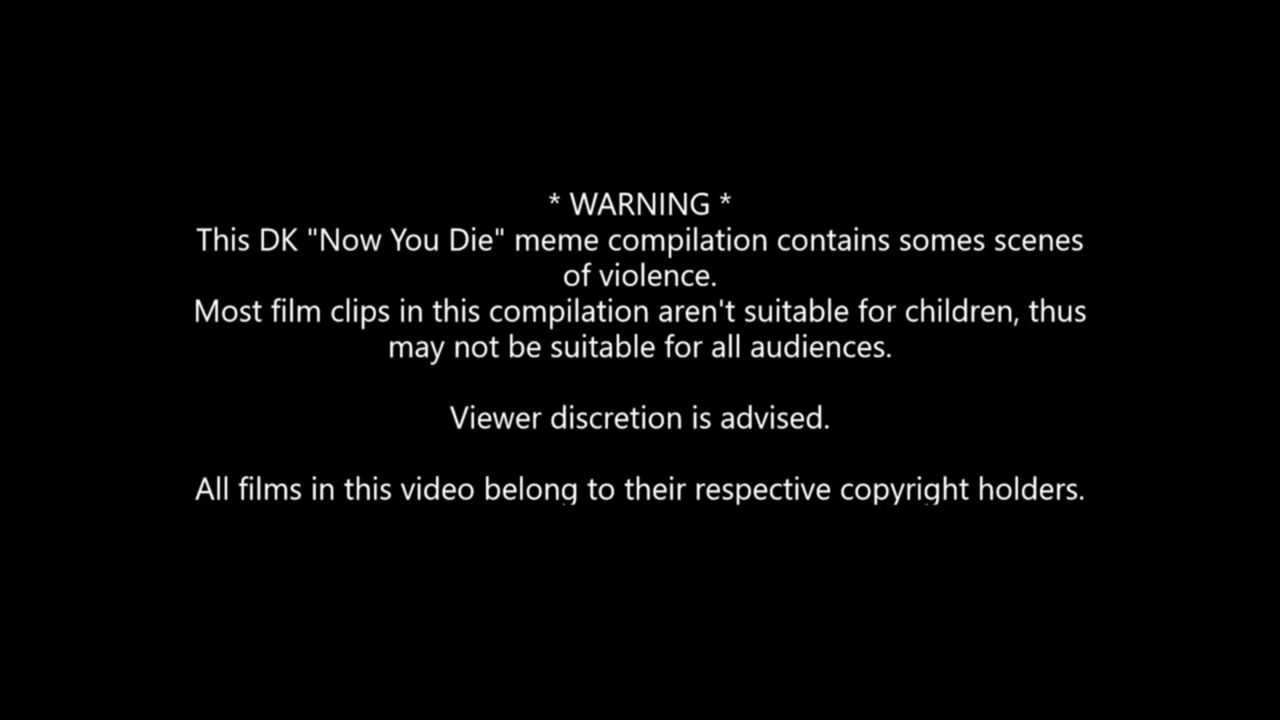 * WARNING *
This DK "Now You Die" meme compilation contains somes scenes
of violence.
Most film clips in this compilation aren't suitable for children, thus
may not be suitable for all audiences.
Viewer discretion is advised.
All films in this video belong to their respective copyright holders.